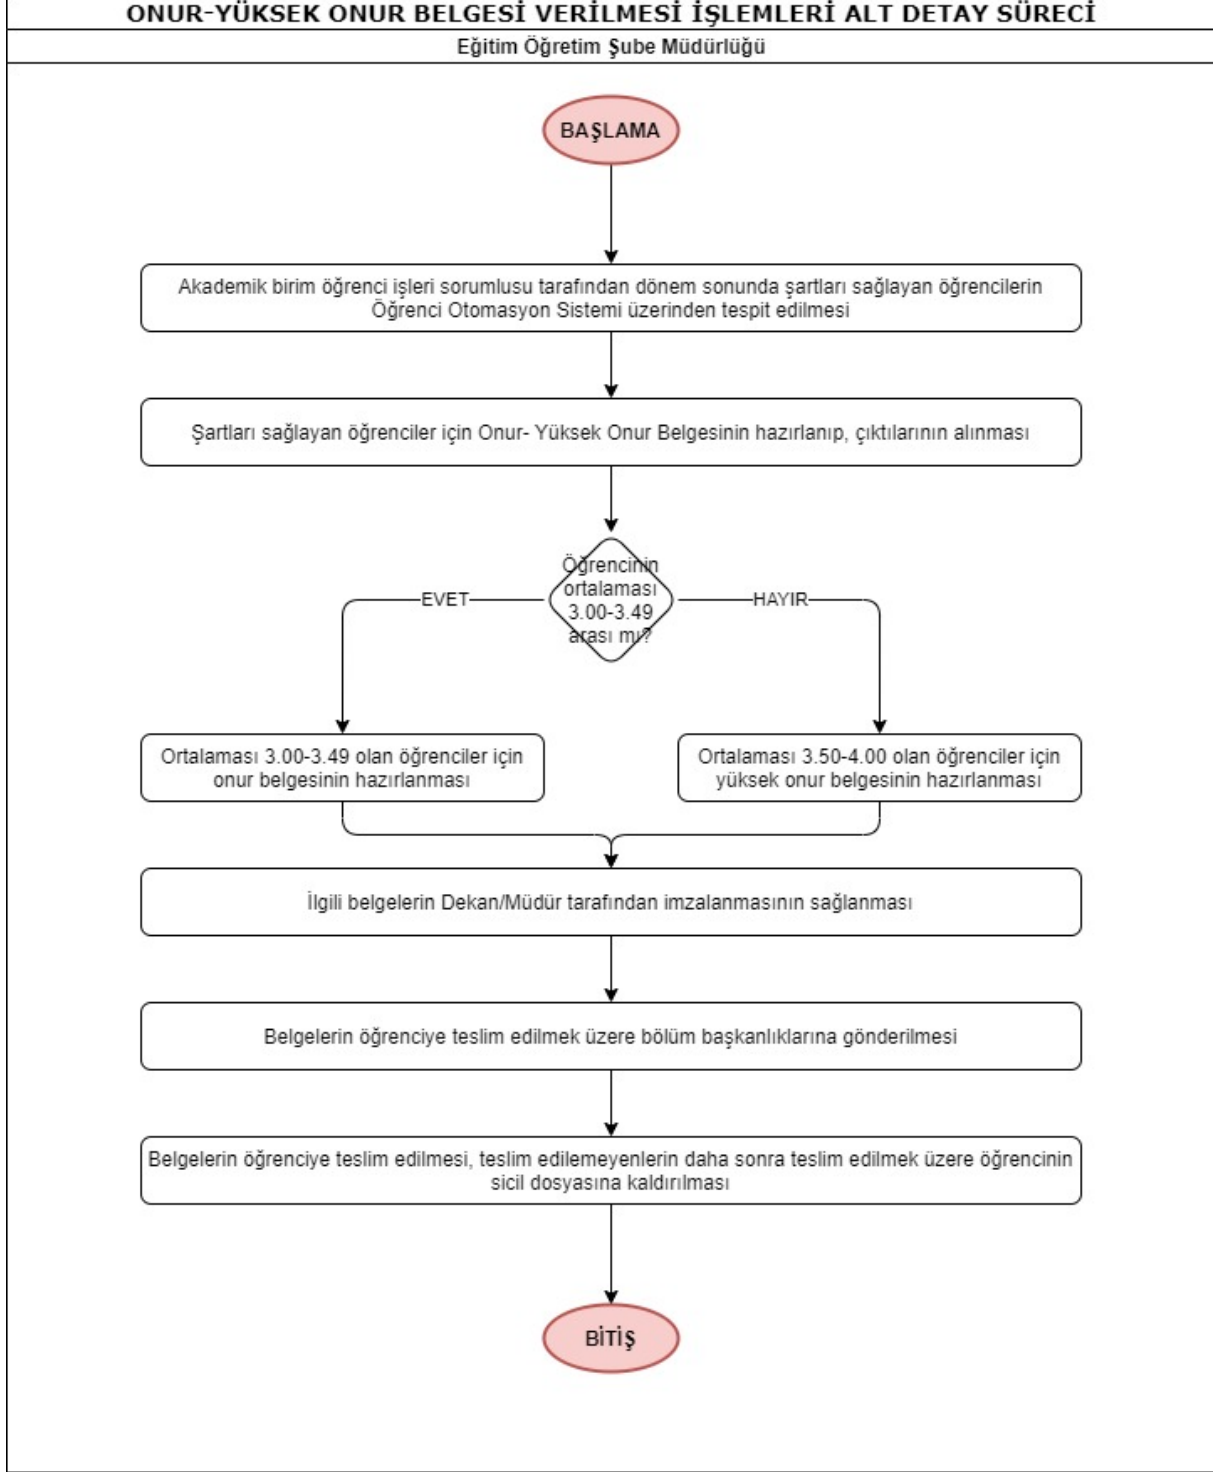 ONUR-YÜKSEK ONUR BELGESİ VERİLMESİ İŞLEMLERİ ALT DETAY SÜRECİ
Eğitim Öğretim Şube Müdürlüğü
BAŞLAMA
Akademik birim öğrenci işleri sorumlusu tarafından dönem sonunda şartları sağlayan öğrencilerin
Öğrenci Otomasyon Sistemi üzerinden tespit edilmesi
Şartları sağlayan öğrenciler için Onur- Yüksek Onur Belgesinin hazırlanıp, çıktılarının alınması
Öğrencinin
ortalaması
3.00-3.49
arası mı?
EVET
HAYIR
Ortalaması 3.00-3.49 olan öğrenciler için
onur belgesinin hazırlanması
Ortalaması 3.50-4.00 olan öğrenciler için
yüksek onur belgesinin hazırlanması
İlgili belgelerin Dekan/Müdür tarafından imzalanmasının sağlanması
Belgelerin öğrenciye teslim edilmek üzere bölüm başkanlıklarına gönderilmesi
Belgelerin öğrenciye teslim edilmesi, teslim edilemeyenlerin daha sonra teslim edilmek üzere öğrencinin
sicil dosyasına kaldırılması
BİTİŞ